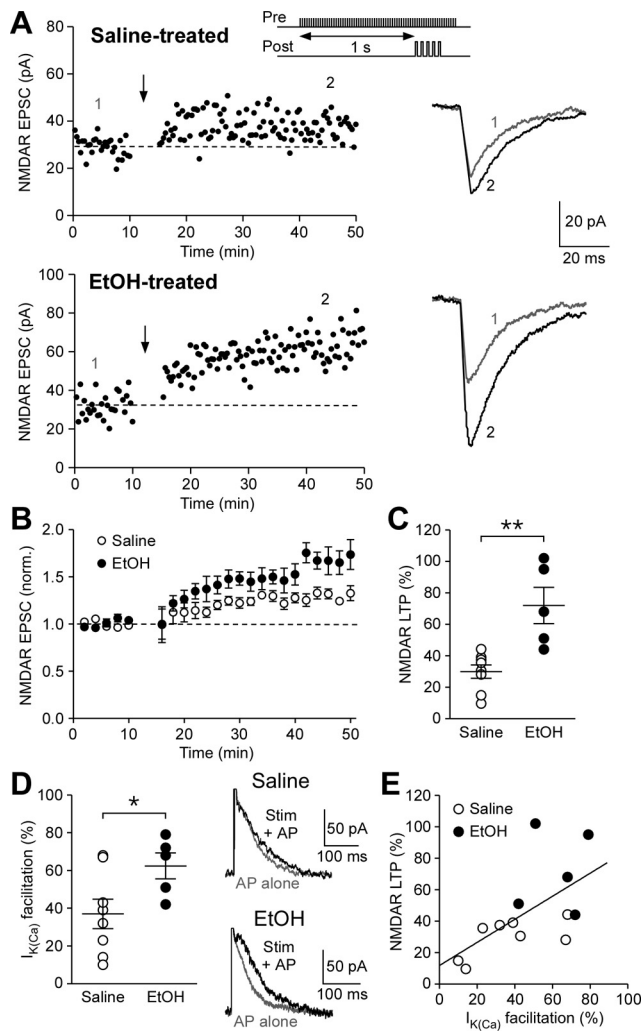 A
Saline-treated
Pre
Post
1 s
NMDAR EPSC (pA)
80
60
40
20
0
1
2
0 10 20 30 40 50
Time (min)
1
2
20 pA
20 ms
EtOH-treated
NMDAR EPSC (pA)
100
80
60
40
20
0
1
2
0 10 20 30 40 50
Time (min)
1
2
B
NMDAR EPSC (norm.)
2.0
1.5
1.0
0.5
0.0
Saline
EtOH
0 10 20 30 40 50
Time (min)
C
NMDAR LTP (%)
120
100
80
60
40
20
0
**
Saline EtOH
D
IK(Ca) facilitation (%)
100
80
60
40
20
0
*
Saline EtOH
Saline
Stim
+ AP
AP alone
50 pA
100 ms
EtOH
Stim
+ AP
AP alone
50 pA
100 ms
E
NMDAR LTP (%)
120
100
80
60
40
20
0
Saline
EtOH
0 20 40 60 80 100
IK(Ca) facilitation (%)